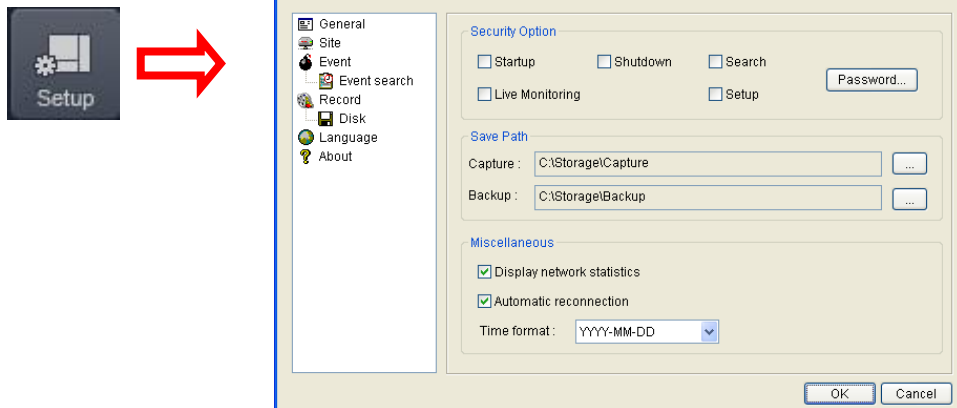 Setup
General
Site
Event
Event search
Record
Disk
Language
About
Security Option
Startup
Shutdown
Search
Password...
Live Monitoring
Setup
Save Path
Capture : C:\Storage\Capture ...
Backup : C:\Storage\Backup ...
Miscellaneous
Display network statistics
Automatic reconnection
Time format : YYYY-MM-DD
OK Cancel